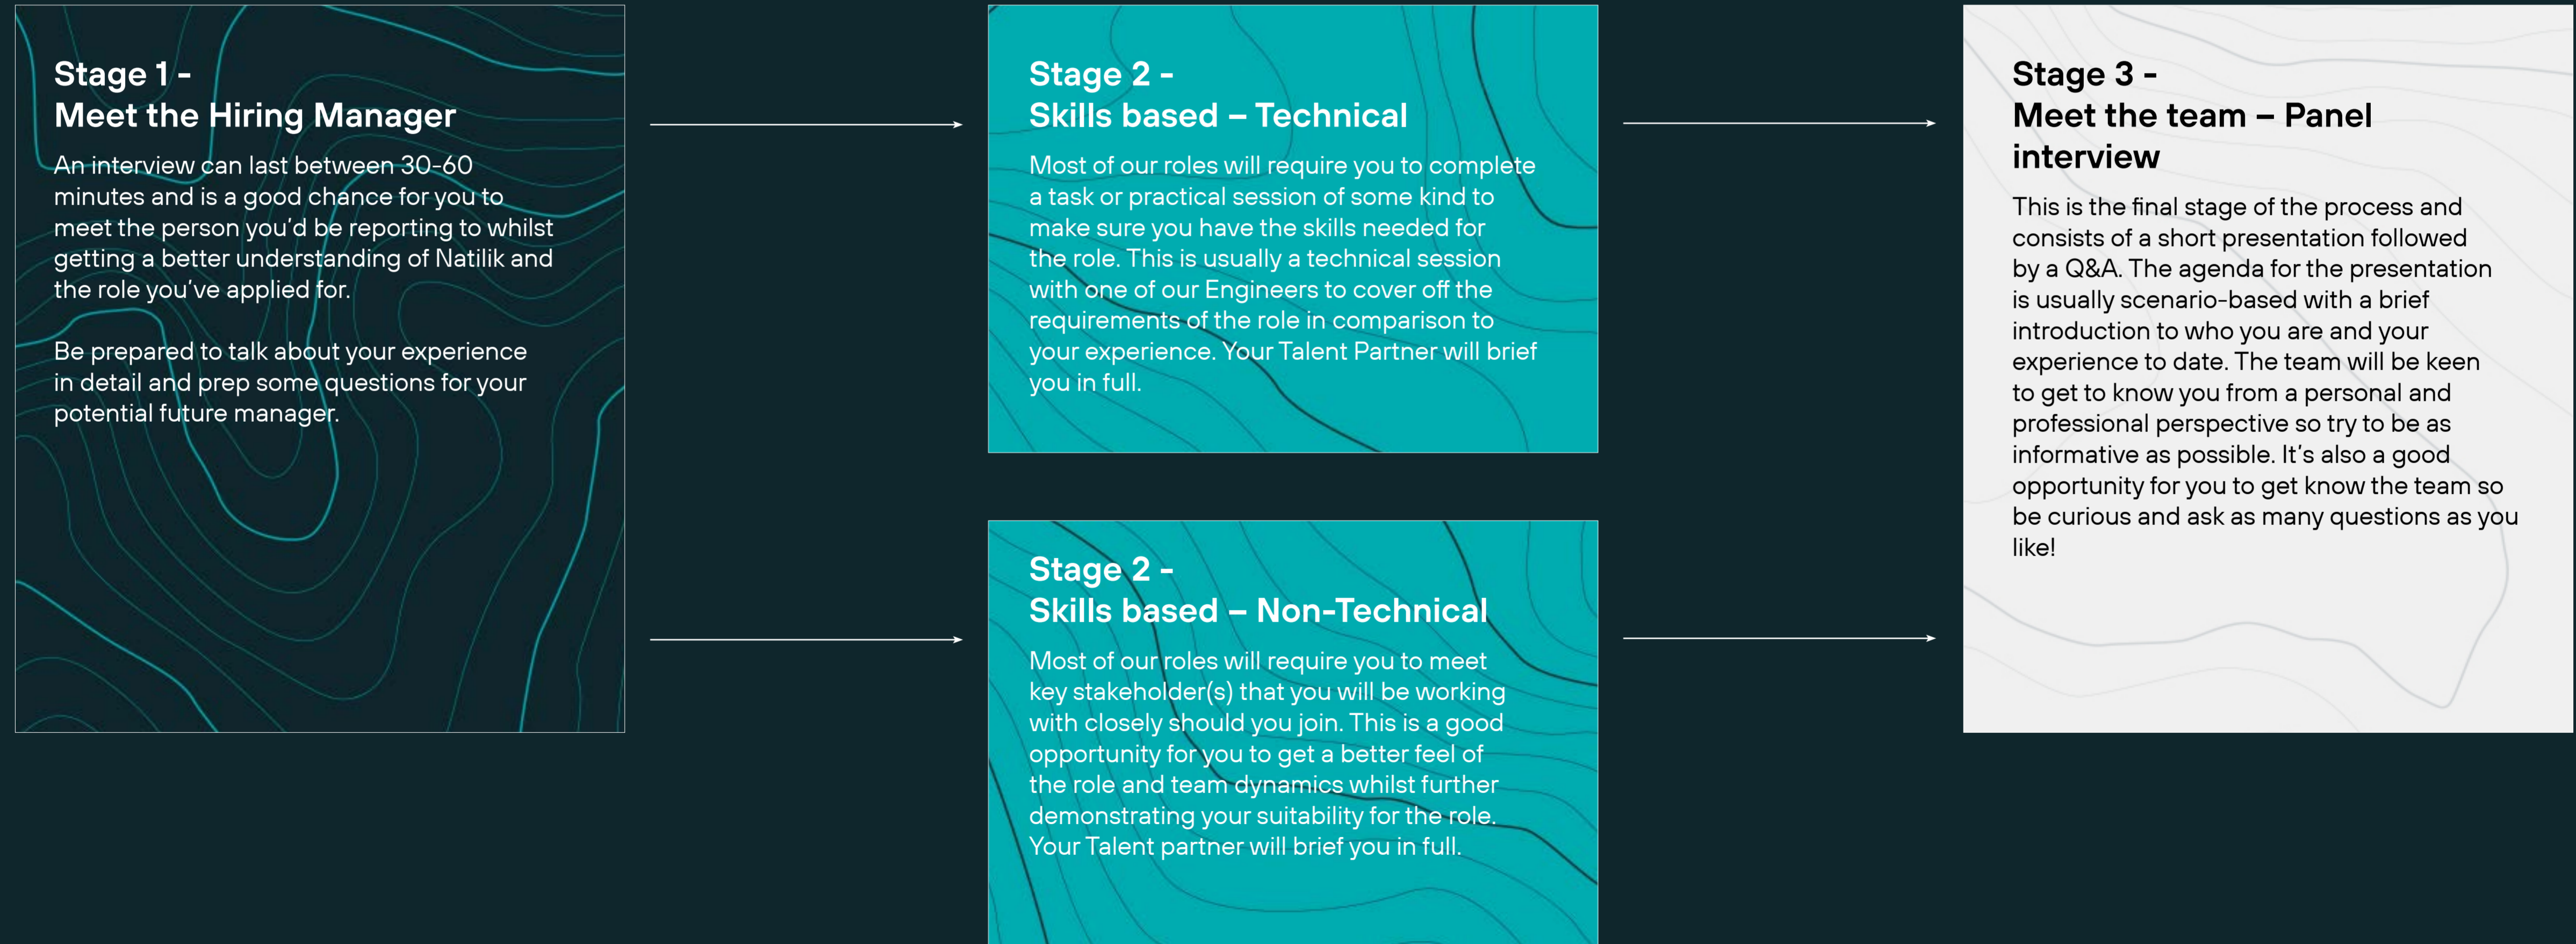 Stage 1 -
Meet the Hiring Manager
An interview can last between 30-60
minutes and is a good chance for you to
meet the person you'd be reporting to whilst
getting a better understanding of Natilik and
the role you've applied for.
Be prepared to talk about your experience
in detail and prep some questions for your
potential future manager.
Stage 2 -
Skills based – Technical
Most of our roles will require you to complete
a task or practical session of some kind to
make sure you have the skills needed for
the role. This is usually a technical session
with one of our Engineers to cover off the
requirements of the role in comparison to
your experience. Your Talent Partner will brief
you in full.
Stage 2 -
Skills based – Non-Technical
Most of our roles will require you to meet
key stakeholder(s) that you will be working
with closely should you join. This is a good
opportunity for you to get a better feel of
the role and team dynamics whilst further
demonstrating your suitability for the role.
Your Talent partner will brief you in full.
Stage 3 -
Meet the team – Panel
interview
This is the final stage of the process and
consists of a short presentation followed
by a Q&A. The agenda for the presentation
is usually scenario-based with a brief
introduction to who you are and your
experience to date. The team will be keen
to get to know you from a personal and
professional perspective so try to be as
informative as possible. It's also a good
opportunity for you to get know the team so
be curious and ask as many questions as you
like!